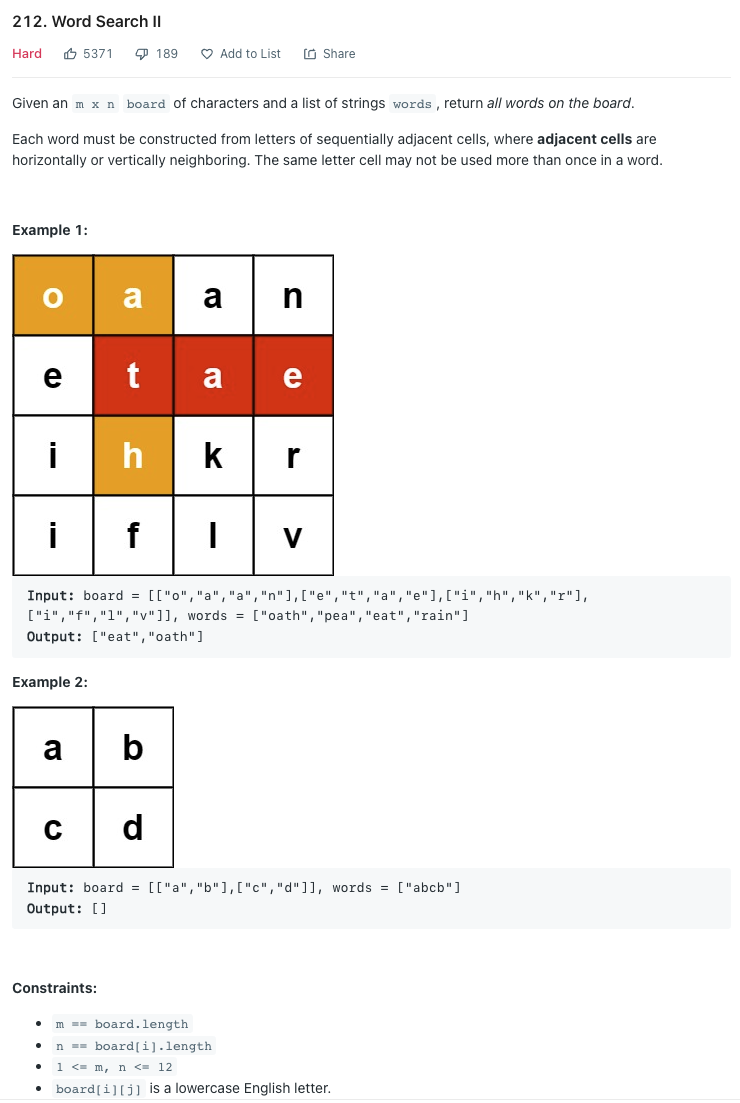 212. Word Search II
Hard 5371 189 Add to List Share
Given an m x n board of characters and a list of strings words, return all words on the board.
Each word must be constructed from letters of sequentially adjacent cells, where adjacent cells are
horizontally or vertically neighboring. The same letter cell may not be used more than once in a word.
Example 1:
o a a n
e t a e
i h k r
i f l v
Input: board = [["o","a","a","n"],["e","t","a","e"],["i","h","k","r"],
["i","f","l","v"]], words = ["oath","pea","eat","rain"]
Output: ["eat","oath"]
Example 2:
a b
c d
Input: board = [["a","b"],["c","d"]], words = ["abcb"]
Output: []
Constraints:
• m == board.length
• n == board[i].length
• 1 <= m, n <= 12
• board[i][j] is a lowercase English letter.